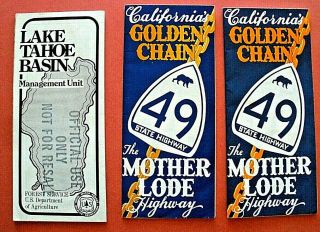 LAKE
TAHOE
BASIN
Management Unit
OFFICIAL USE
ONLY
NOT FOR RESAL
FOREST SERVICE
U.S. Department
of Agriculture
California's
GOLDEN
CHAIN
49
STATE HIGHWAY
The
MOTHER
LODE
Highway
California's
GOLDEN
CHAIN
49
STATE HIGHWAY
The
MOTHER
LODE
Highway